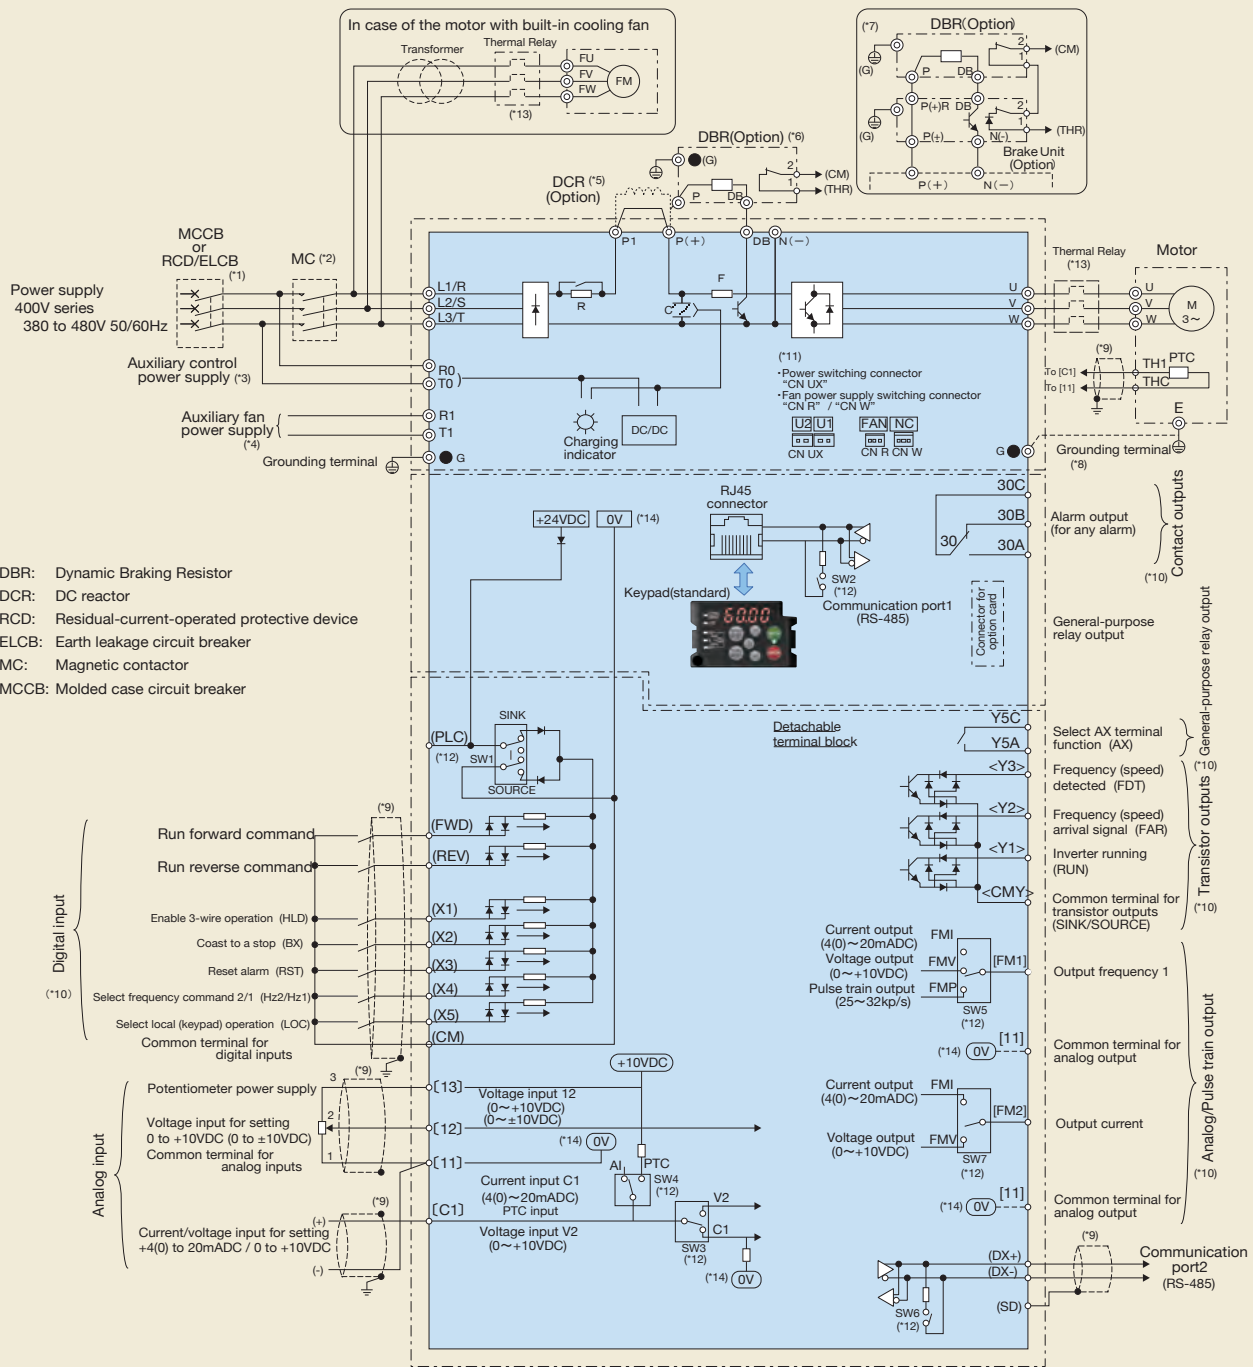 In case of the motor with built-in cooling fan
Transformer
Thermal Relay
FU
FV
FW
FM
(*13)
(*7)
DBR(Option)
(G)
P
DB
2
1
(CM)
(G)
P(+)R
DB
2
1
(THR)
P(+)
N(-)
Brake Unit
(Option)
P(+)
N(−)
DBR(Option) (*6)
(G)
P
DB
2
1
(CM)
(THR)
DCR (*5)
(Option)
P1
P(+)
DB
N(−)
MCCB
or
RCD/ELCB
(*1)
MC (*2)
Power supply
400V series
380 to 480V 50/60Hz
L1/R
L2/S
L3/T
R
C
F
U
V
W
Thermal Relay
(*13)
Motor
U
V
W
M
3~
Auxiliary control
power supply (*3)
R0
T0
Auxiliary fan
power supply
(*4)
R1
T1
Grounding terminal
G
Charging
indicator
DC/DC
(*11)
・Power switching connector
“CN UX”
・Fan power supply switching connector
“CN R” / “CN W”
U2 U1
FAN NC
CN UX
CN R CN W
(*9)
To [C1]
To [11]
TH1
THC
PTC
E
G
Grounding terminal
(*8)
+24VDC
0V
(*14)
RJ45
connector
SW2
(*12)
Keypad(standard)
60.00
Communication port1
(RS-485)
30C
30B
30
30A
Alarm output
(for any alarm)
Contact outputs
(*10)
Connector for
option card
General-purpose
relay output
General-purpose relay output
DBR: Dynamic Braking Resistor
DCR: DC reactor
RCD: Residual-current-operated protective device
ELCB: Earth leakage circuit breaker
MC: Magnetic contactor
MCCB: Molded case circuit breaker
SINK
(PLC)
(*12)
SW1
SOURCE
Detachable
terminal block
Y5C
Y5A
Select AX terminal
function (AX)
(*10)
<Y3>
Frequency (speed)
detected (FDT)
<Y2>
Frequency (speed)
arrival signal (FAR)
<Y1>
Inverter running
(RUN)
<CMY>
Common terminal for
transistor outputs
(SINK/SOURCE)
Transistor outputs
(*10)
(*9)
Digital input
(*10)
Run forward command
(FWD)
Run reverse command
(REV)
Enable 3-wire operation (HLD)
(X1)
Coast to a stop (BX)
(X2)
Reset alarm (RST)
(X3)
Select frequency command 2/1 (Hz2/Hz1)
(X4)
Select local (keypad) operation (LOC)
(X5)
Common terminal for
digital inputs
(CM)
Current output
(4(0)~20mADC)
FMI
Voltage output
(0~+10VDC)
FMV
Pulse train output
(25~32kp/s)
FMP
[FM1]
SW5
(*12)
Output frequency 1
[11]
(*14)
0V
Common terminal for
analog output
Current output
(4(0)~20mADC)
FMI
[FM2]
Voltage output
(0~+10VDC)
FMV
SW7
(*12)
Output current
[11]
(*14)
0V
Common terminal for
analog output
Analog/Pulse train output
(*10)
Analog input
Potentiometer power supply
3
(*9)
[13]
+10VDC
Voltage input 12
(0~+10VDC)
(0~±10VDC)
Voltage input for setting
0 to +10VDC (0 to ±10VDC)
2
[12]
Common terminal for
analog inputs
1
[11]
(*14)
0V
AI
PTC
SW4
(*12)
Current input C1
(4(0)~20mADC)
PTC input
[C1]
(*9)
(+)
Current/voltage input for setting
+4(0) to 20mADC / 0 to +10VDC
(-)
Voltage input V2
(0~+10VDC)
V2
C1
SW3
(*12)
(*14)
0V
(DX+)
(DX-)
(SD)
SW6
(*12)
(*9)
Communication
port2
(RS-485)